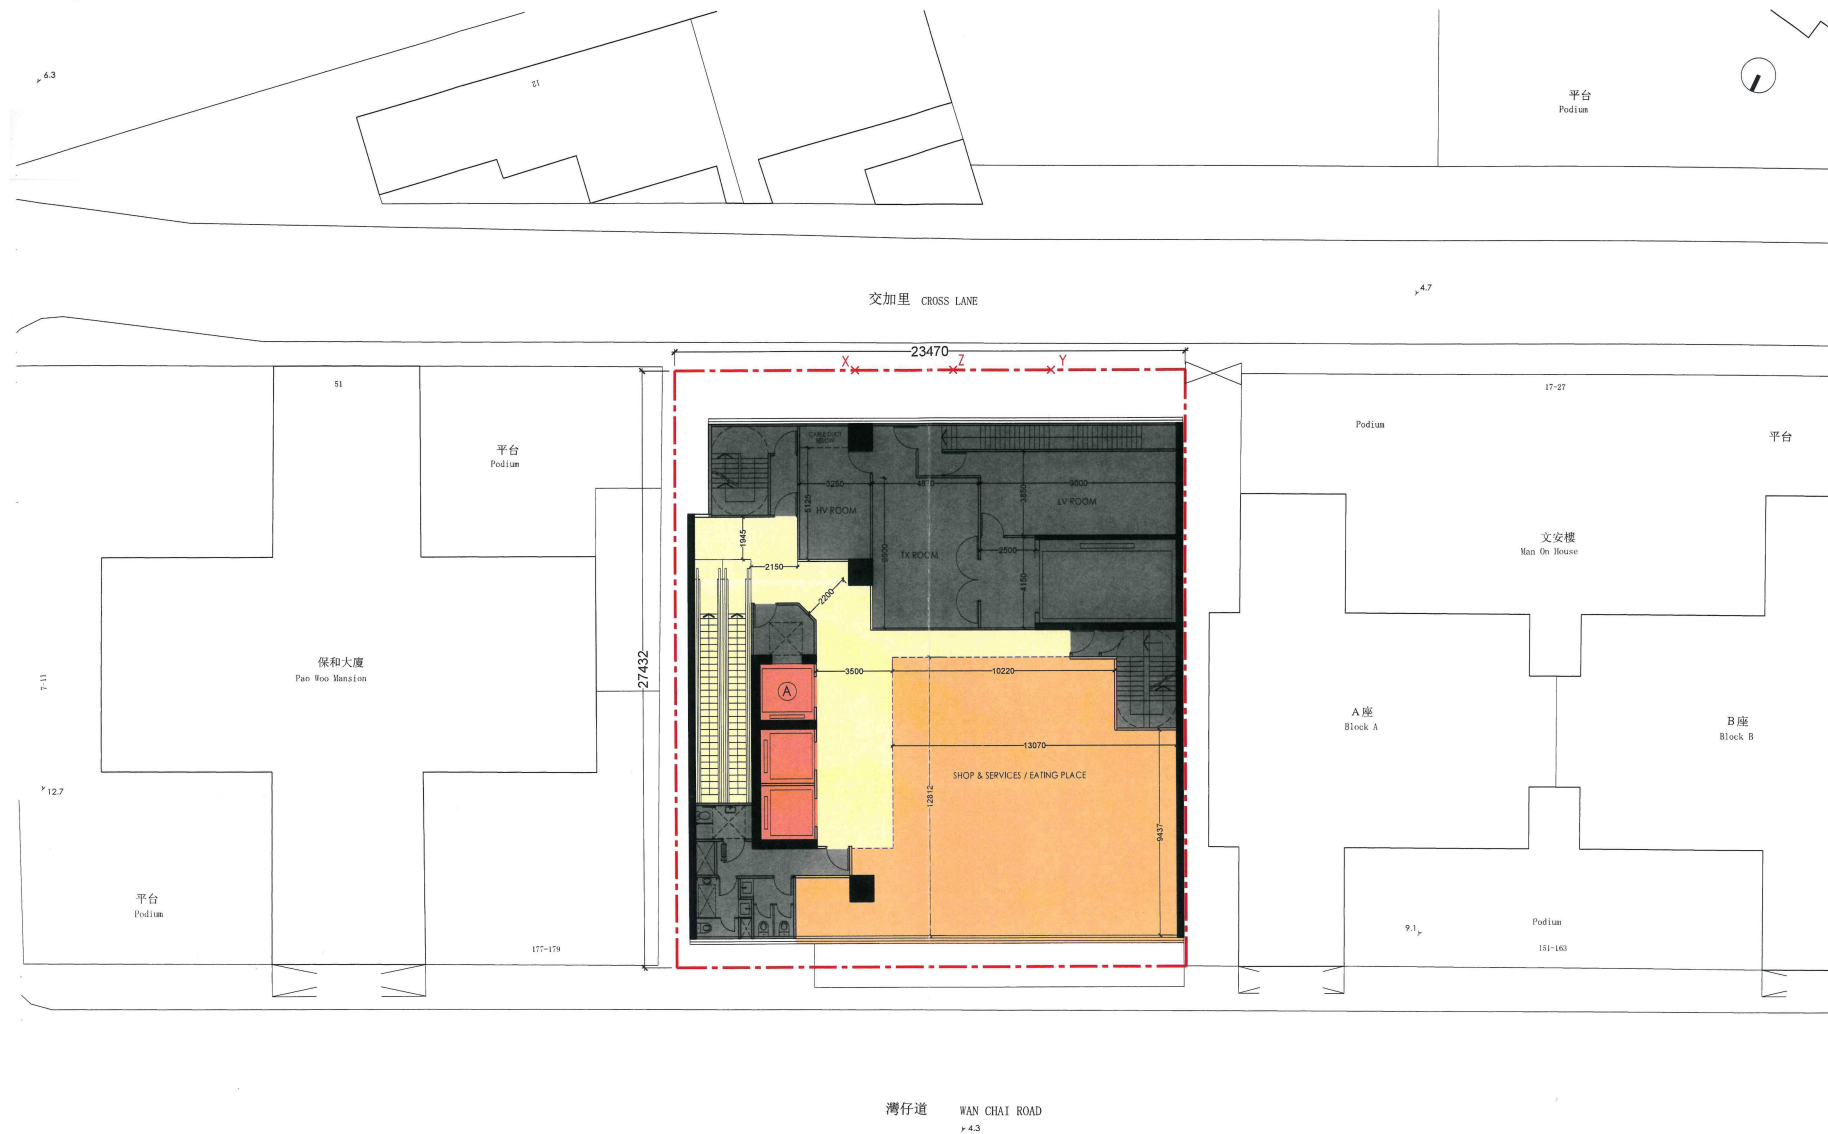 6.3
12
平台
Podium
交加里 CROSS LANE
4.7
23470
X
Z
Y
51
17-27
平台
Podium
CABLE DUCT
BELOW
Podium
平台
3250
4870
9800
5125
HV ROOM
3850
LV ROOM
1945
TX ROOM
2500
文安樓
Man On House
2150
4150
2200
27432
保和大廈
Pao Woo Mansion
7-11
3500
10220
A
A座
Block A
B座
Block B
13070
SHOP & SERVICES / EATING PLACE
12.7
12812
9437
平台
Podium
9.1
Podium
177-179
151-163
灣仔道 WAN CHAI ROAD
4.3